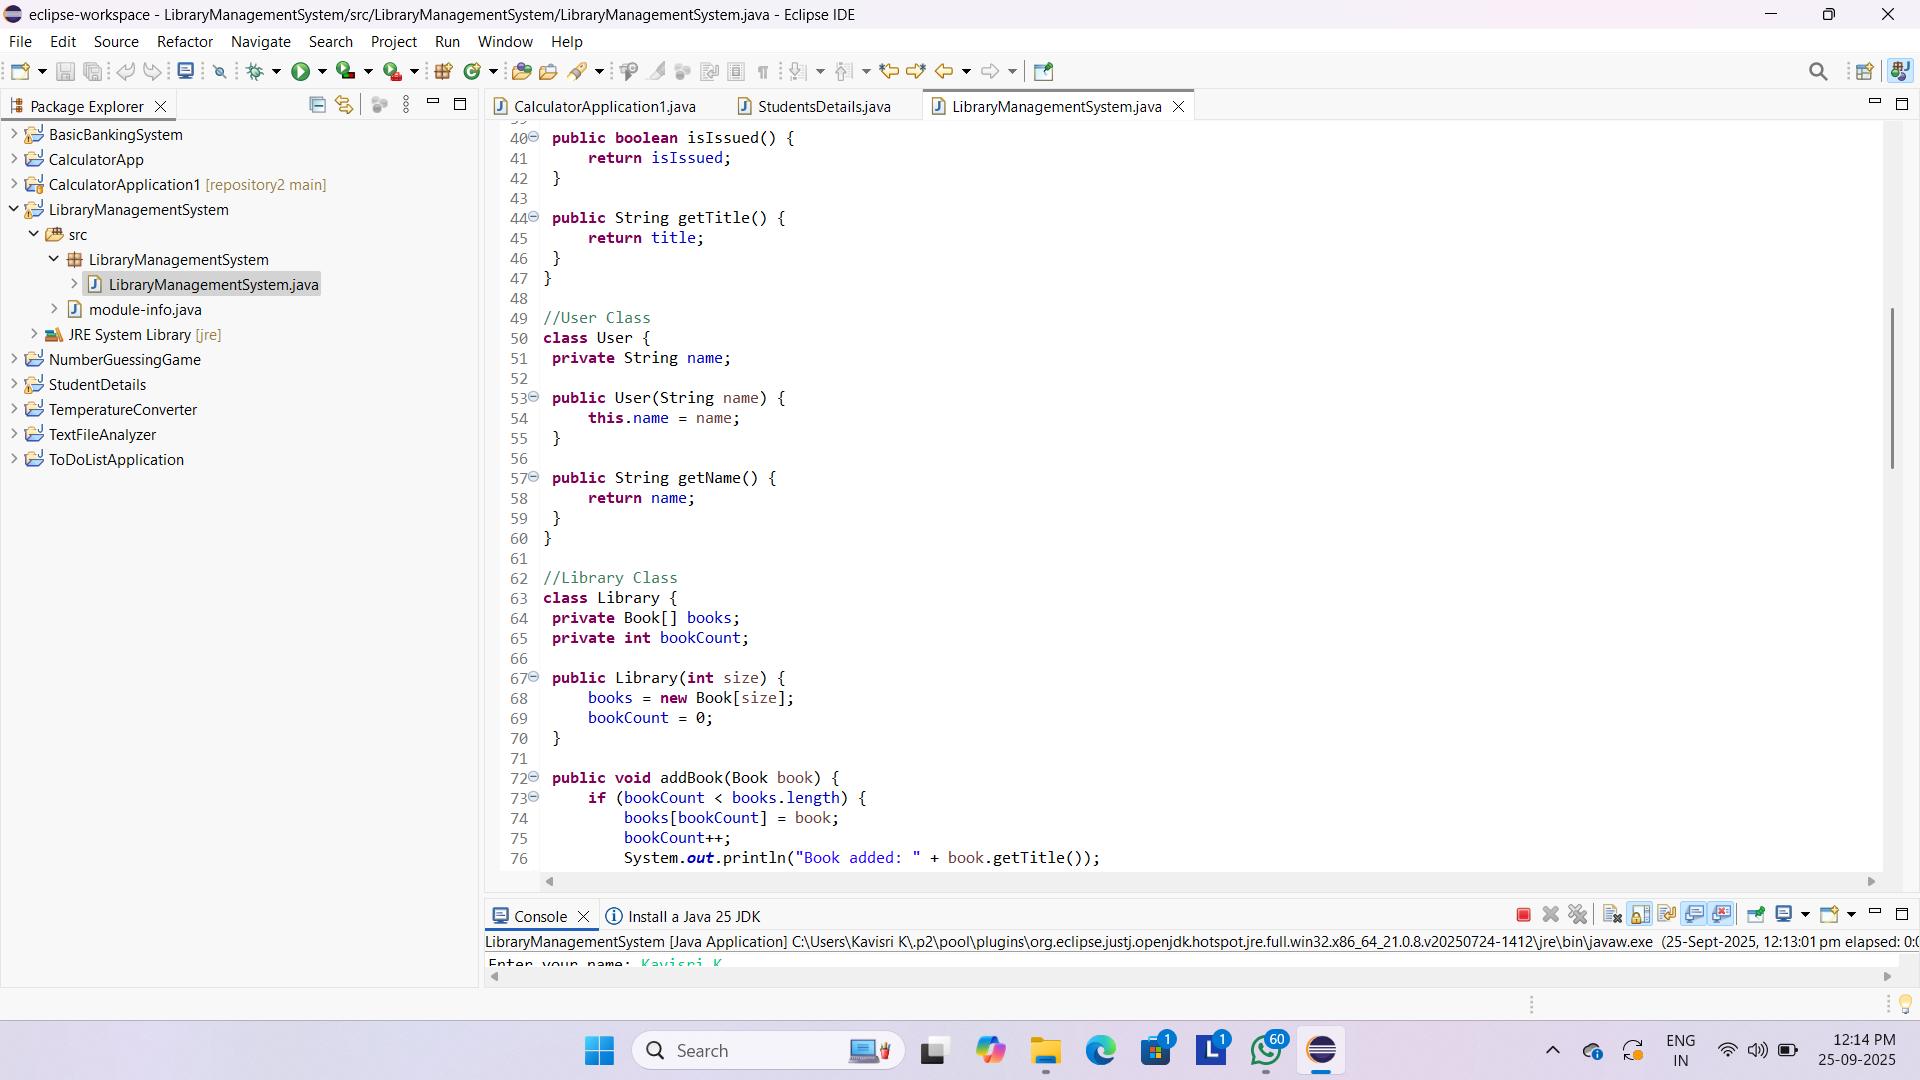 eclipse-workspace - LibraryManagementSystem/src/LibraryManagementSystem/LibraryManagementSystem.java - Eclipse IDE
File Edit Source Refactor Navigate Search Project Run Window Help
Package Explorer
BasicBankingSystem
CalculatorApp
CalculatorApplication1 [repository2 main]
LibraryManagementSystem
src
LibraryManagementSystem
LibraryManagementSystem.java
module-info.java
JRE System Library [jre]
NumberGuessingGame
StudentDetails
TemperatureConverter
TextFileAnalyzer
ToDoListApplication
CalculatorApplication1.java StudentsDetails.java LibraryManagementSystem.java
40 public boolean isIssued() {
41 return isIssued;
42 }
43
44 public String getTitle() {
45 return title;
46 }
47 }
48
49 //User Class
50 class User {
51 private String name;
52
53 public User(String name) {
54 this.name = name;
55 }
56
57 public String getName() {
58 return name;
59 }
60 }
61
62 //Library Class
63 class Library {
64 private Book[] books;
65 private int bookCount;
66
67 public Library(int size) {
68 books = new Book[size];
69 bookCount = 0;
70 }
71
72 public void addBook(Book book) {
73 if (bookCount < books.length) {
74 books[bookCount] = book;
75 bookCount++;
76 System.out.println("Book added: " + book.getTitle());
Console Install a Java 25 JDK
LibraryManagementSystem [Java Application] C:\Users\Kavisri K\.p2\pool\plugins\org.eclipse.justj.openjdk.hotspot.jre.full.win32.x86_64_21.0.8.v20250724-1412\jre\bin\javaw.exe (25-Sept-2025, 12:13:01 pm elapsed: 0:0
Enter your name: Kavisri K
Search
1
1
60
ENG
IN
12:14 PM
25-09-2025